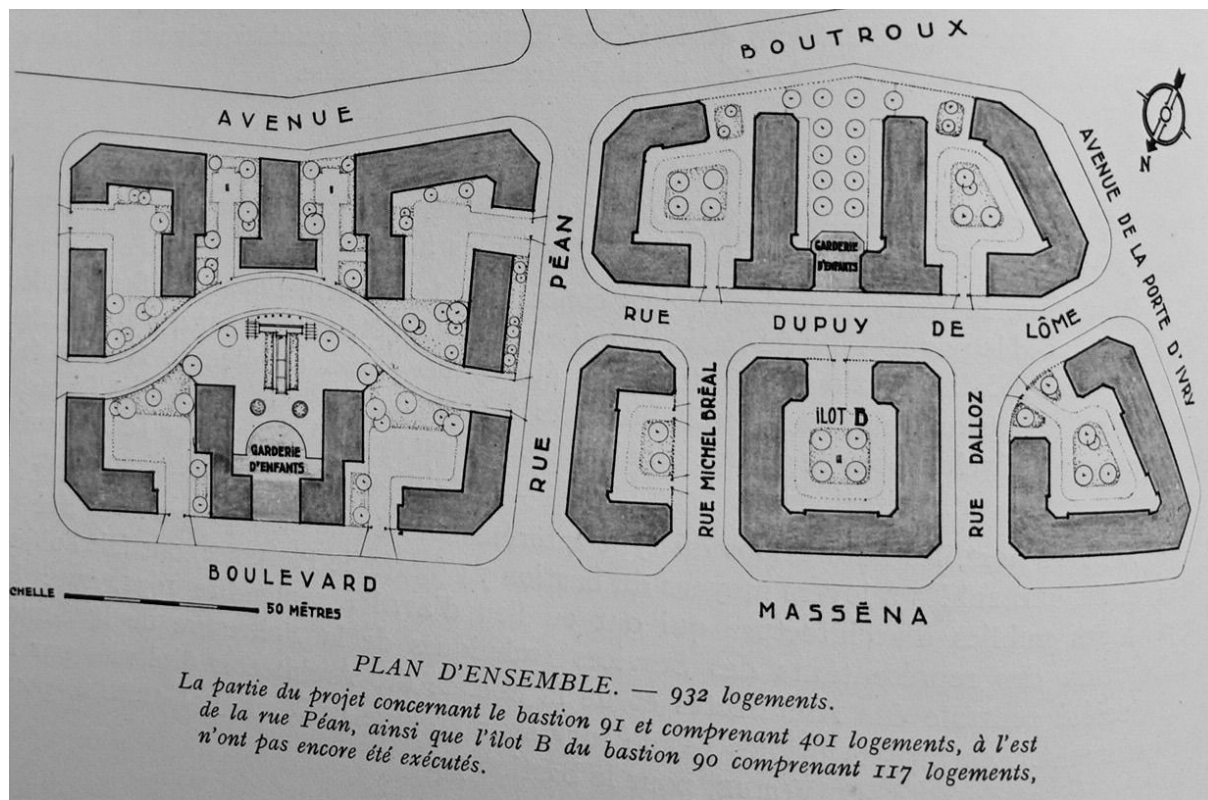 BOUTROUX
AVENUE
AVENUE DE LA PORTE D'IVRY
N
PÉAN
GARDERIE
D'ENFANTS
RUE DUPUY DE LÔME
RUE MICHEL BRÉAL
ILOT B
RUE DALLOZ
GARDERIE
D'ENFANTS
RUE
BOULEVARD
MASSÉNA
CHELLE 50 MÈTRES
PLAN D'ENSEMBLE. — 932 logements.
La partie du projet concernant le bastion 91 et comprenant 401 logements, à l'est
de la rue Péan, ainsi que l'îlot B du bastion 90 comprenant 117 logements,
n'ont pas encore été exécutés.